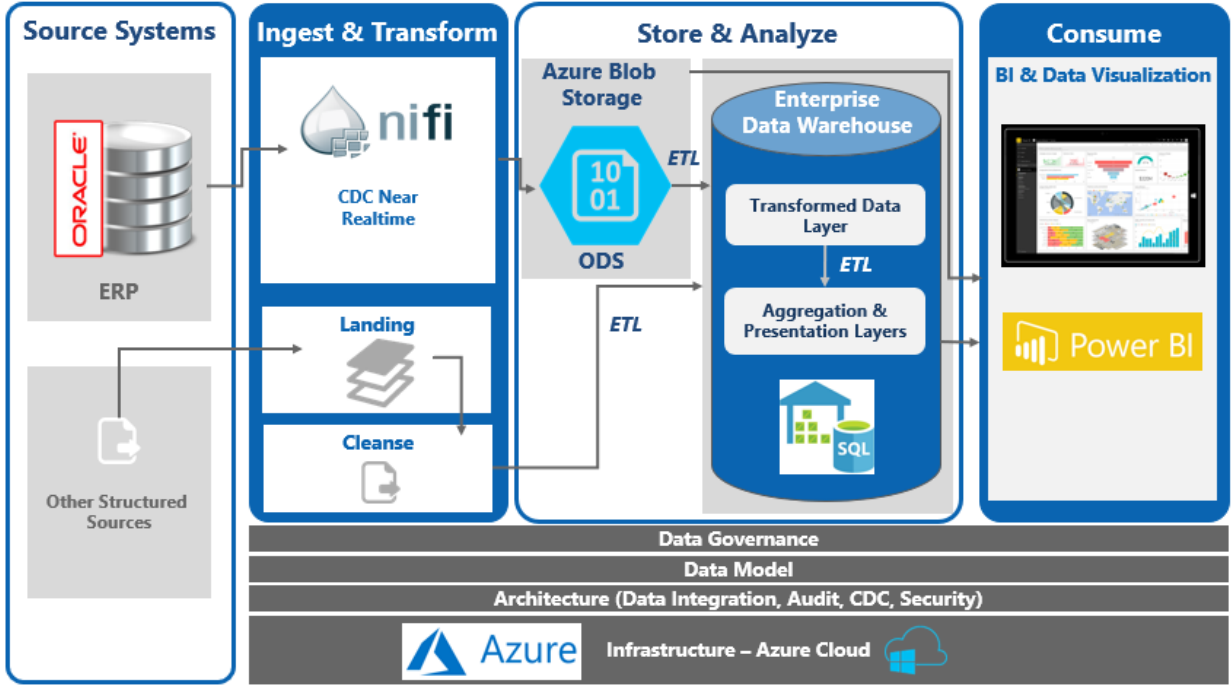 Source Systems
ORACLE
ERP
Other Structured
Sources
Ingest & Transform
nifi
CDC Near
Realtime
Landing
Cleanse
Store & Analyze
Azure Blob
Storage
10
01
ODS
ETL
ETL
Enterprise
Data Warehouse
Transformed Data
Layer
ETL
Aggregation &
Presentation Layers
SQL
Consume
BI & Data Visualization
Power BI
Data Governance
Data Model
Architecture (Data Integration, Audit, CDC, Security)
Azure
Infrastructure – Azure Cloud